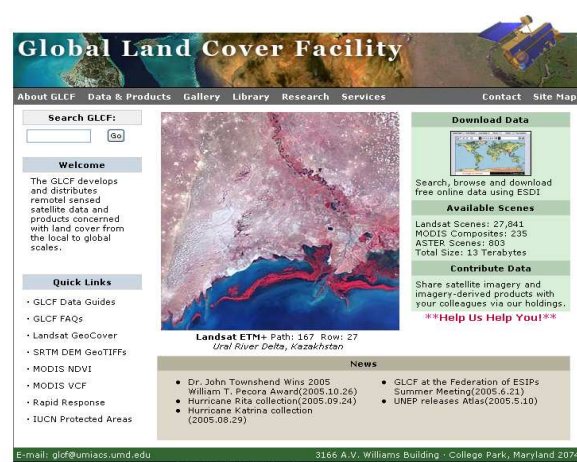 Global Land Cover Facility
About GLCF Data & Products Gallery Library Research Services Contact Site Map
Search GLCF:
Go
Welcome
The GLCF develops
and distributes
remotel sensed
satellite data and
products concerned
with land cover from
the local to global
scales.
Quick Links
· GLCF Data Guides
· GLCF FAQs
· Landsat GeoCover
· SRTM DEM GeoTIFFs
· MODIS NDVI
· MODIS VCF
· Rapid Response
· IUCN Protected Areas
Landsat ETM+ Path: 167 Row: 27
Ural River Delta, Kazakhstan
Download Data
Search, browse and download
free online data using ESDI
Available Scenes
Landsat Scenes: 27,841
MODIS Composites: 235
ASTER Scenes: 803
Total Size: 13 Terabytes
Contribute Data
Share satellite imagery and
imagery-derived products with
your colleagues via our holdings.
**Help Us Help You!**
News
• Dr. John Townshend Wins 2005
William T. Pecora Award(2005.10.26)
• Hurricane Rita collection(2005.09.24)
• Hurricane Katrina collection
(2005.08.29)
• GLCF at the Federation of ESIPs
Summer Meeting(2005.6.21)
• UNEP releases Atlas(2005.5.10)
E-mail: glcf@umiacs.umd.edu 3166 A.V. Williams Building · College Park, Maryland 2074